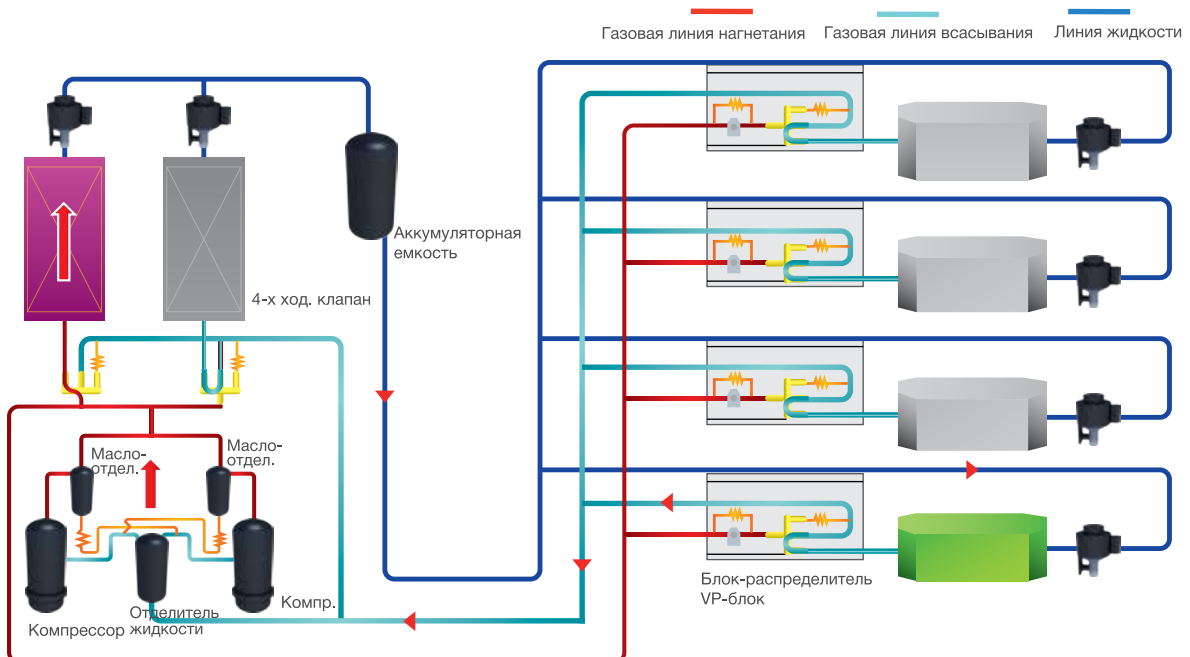 Газовая линия нагнетания
Газовая линия всасывания
Линия жидкости
Аккумуляторная
емкость
4-х ход. клапан
Масло-
отдел.
Масло-
отдел.
Компрессор
Отделитель
жидкости
Компр.
Блок-распределитель
VP-блок